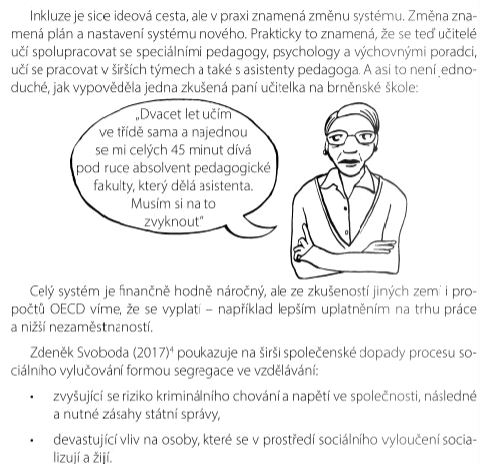 Inkluze je sice ideová cesta, ale v praxi znamená změnu systému. Změna zna-
mená plán a nastavení systému nového. Prakticky to znamená, že se teď učitelé
učí spolupracovat se speciálními pedagogy, psychology a výchovnými poradci,
učí se pracovat v širších týmech a také s asistenty pedagoga. A asi to není jedno-
duché, jak vypověděla jedna zkušená paní učitelka na brněnské škole:
„Dvacet let učím
ve třídě sama a najednou
se mi celých 45 minut dívá
pod ruce absolvent pedagogické
fakulty, který dělá asistenta.
Musím si na to
zvyknout“
Celý systém je finančně hodně náročný, ale ze zkušeností jiných zemí i pro-
počtů OECD víme, že se vyplatí – například lepším uplatněním na trhu práce
a nižší nezaměstnaností.
Zdeněk Svoboda (2017)⁴ poukazuje na širši společenské dopady procesu so-
ciálního vylučování formou segregace ve vzdělávání:
• zvyšující se riziko kriminálního chování a napětí ve společnosti, následné
a nutné zásahy státní správy,
• devastující vliv na osoby, které se v prostředí sociálního vyloučení socia-
lizují a žijí.